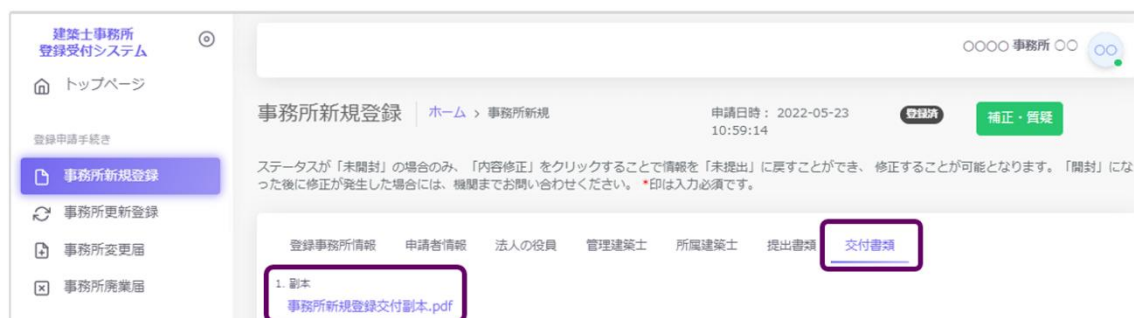 建築士事務所
登録受付システム
トップページ
登録申請手続き
事務所新規登録
事務所更新登録
事務所変更届
事務所廃業届
〇〇〇〇 事務所 〇〇
〇〇
事務所新規登録 ホーム > 事務所新規
申請日時： 2022-05-23
10:59:14
登録済
補正・質疑
ステータスが「未開封」の場合のみ、「内容修正」をクリックすることで情報を「未提出」に戻すことができ、 修正することが可能となります。「開封」にな
った後に修正が発生した場合には、機関までお問い合わせください。 *印は入力必須です。
登録事務所情報 申請者情報 法人の役員 管理建築士 所属建築士 提出書類 交付書類
1. 副本
事務所新規登録交付副本.pdf